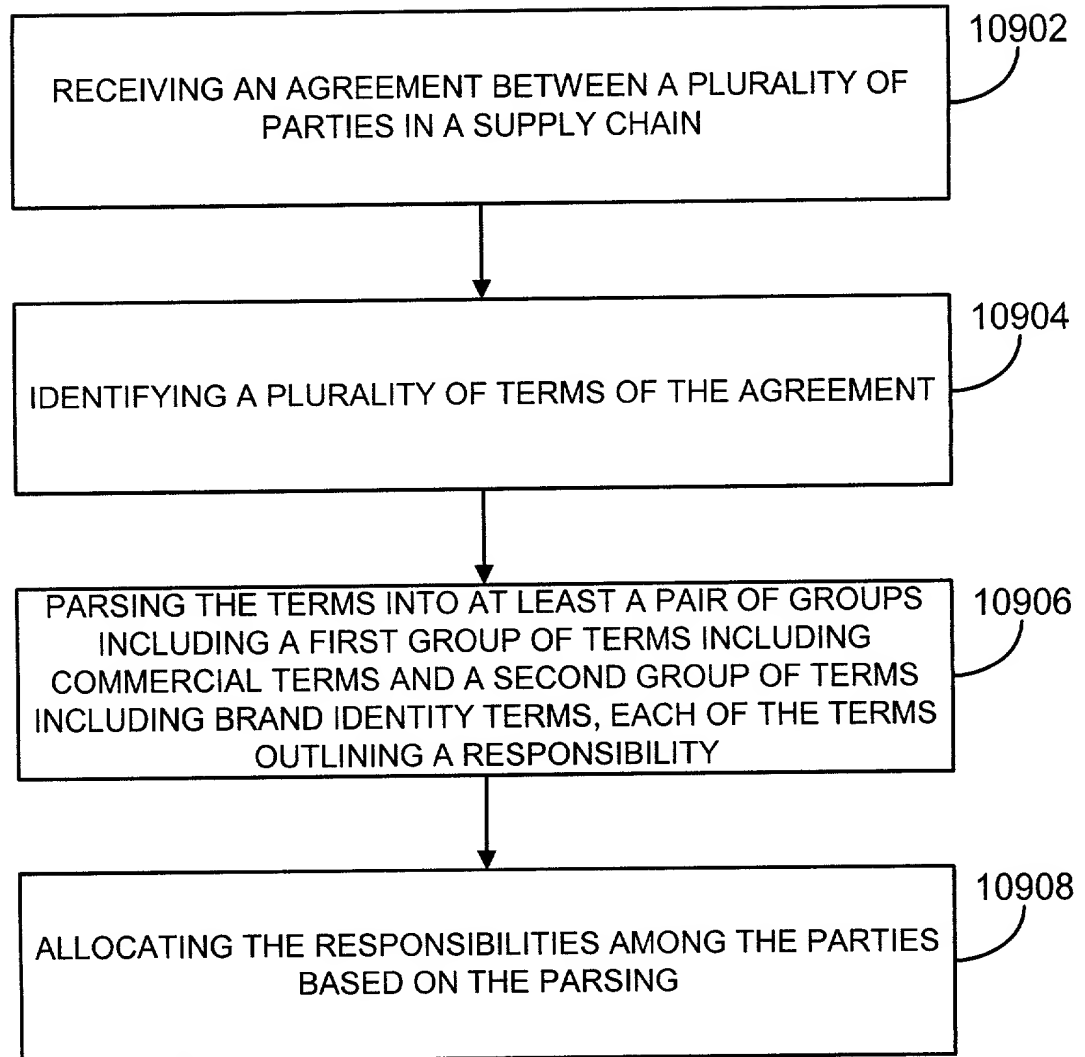 10902
RECEIVING AN AGREEMENT BETWEEN A PLURALITY OF
PARTIES IN A SUPPLY CHAIN
10904
IDENTIFYING A PLURALITY OF TERMS OF THE AGREEMENT
10906
PARSING THE TERMS INTO AT LEAST A PAIR OF GROUPS
INCLUDING A FIRST GROUP OF TERMS INCLUDING
COMMERCIAL TERMS AND A SECOND GROUP OF TERMS
INCLUDING BRAND IDENTITY TERMS, EACH OF THE TERMS
OUTLINING A RESPONSIBILITY
10908
ALLOCATING THE RESPONSIBILITIES AMONG THE PARTIES
BASED ON THE PARSING